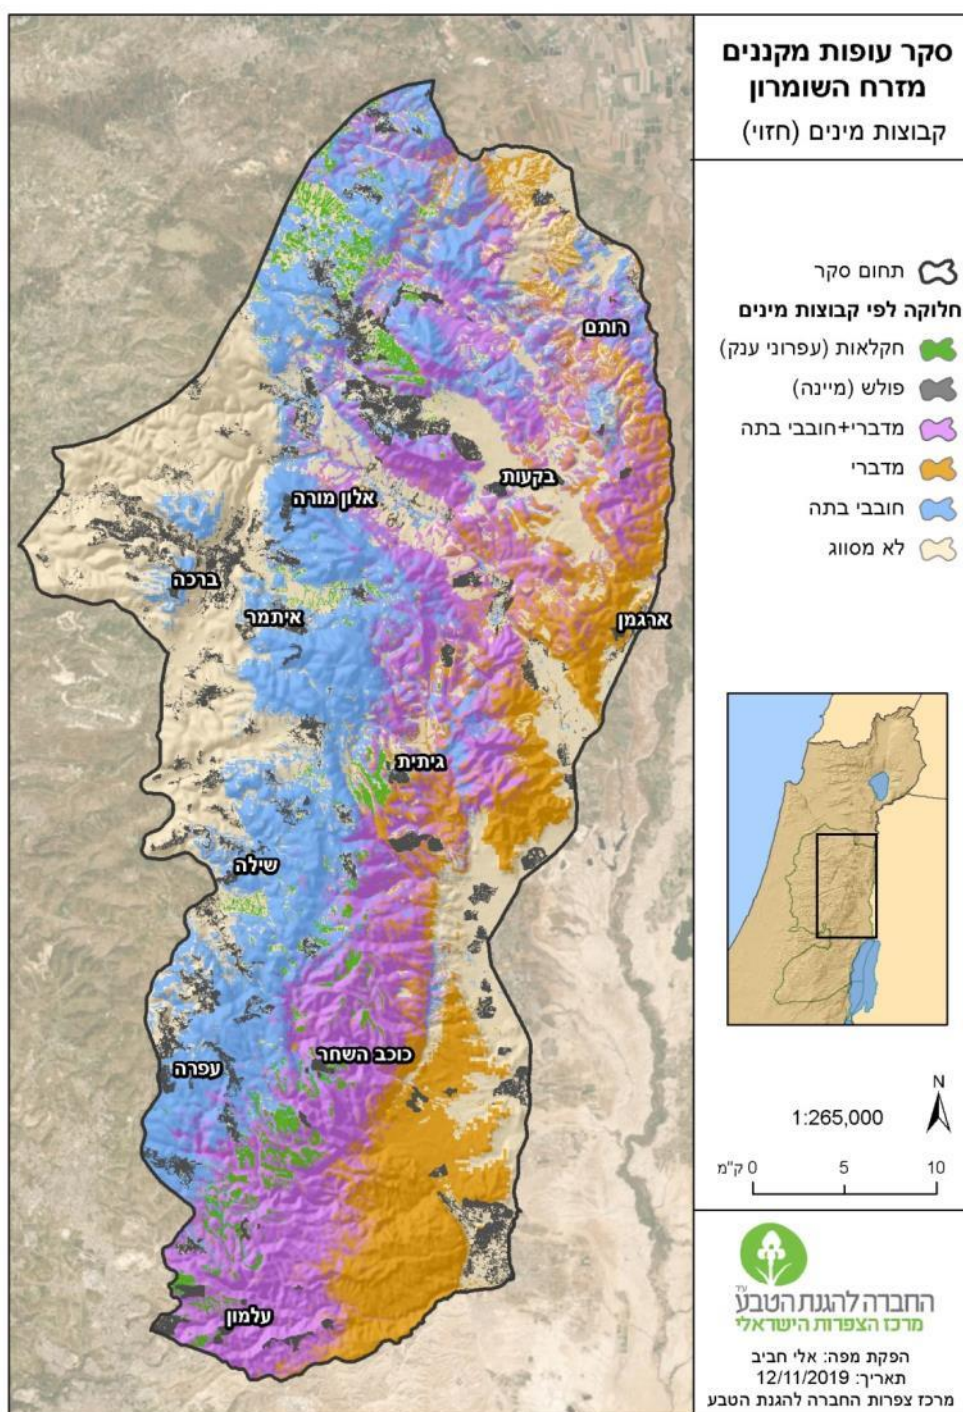 סקר עופות מקננים
מזרח השומרון
קבוצות מינים (חזוי)
תחום סקר
חלוקה לפי קבוצות מינים
חקלאות (עפרוני ענק)
פולש (מיינה)
מדברי+חובבי בתה
מדברי
חובבי בתה
לא מסווג
רותם
בקעות
אלון מורה
ברכה
איתמר
ארגמן
גיתית
שילה
כוכב השחר
עפרה
עלמון
N
1:265,000
ק"מ 0 5 10
החברה להגנת הטבע
מרכז הצפרות הישראלי
הפקת מפה: אלי חביב
תאריך: 12/11/2019
מרכז צפרות החברה להגנת הטבע